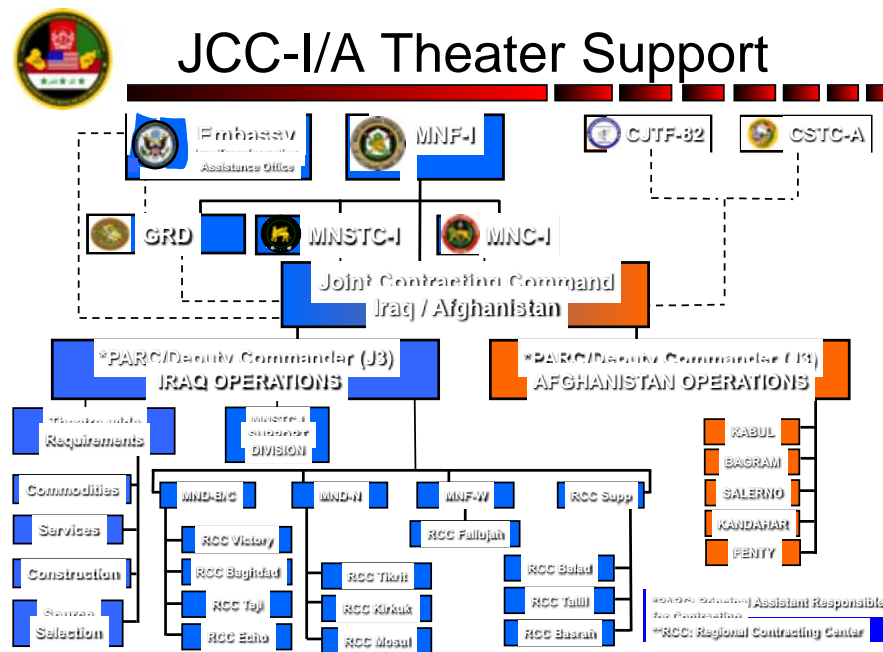 JCC-I/A Theater Support
Embassy
Assistance Office
MNF-I
CJTF-82
CSTC-A
GRD
MNSTC-I
MNC-I
Joint Contracting Command
Iraq / Afghanistan
*PARC/Deputy Commander (J3)
IRAQ OPERATIONS
*PARC/Deputy Commander (J3)
AFGHANISTAN OPERATIONS
Theatre wide
Requirements
MNSTC-I
SUPPORT
DIVISION
Commodities
Services
Construction
Source
Selection
MND-B/C
MND-N
MNF-W
RCC Supp
RCC Victory
RCC Baghdad
RCC Taji
RCC Echo
RCC Tikrit
RCC Kirkuk
RCC Mosul
RCC Fallujah
RCC Balad
RCC Tallil
RCC Basrah
KABUL
BAGRAM
SALERNO
KANDAHAR
FENTY
*PARC: Principal Assistant Responsible
for Contracting
**RCC: Regional Contracting Center